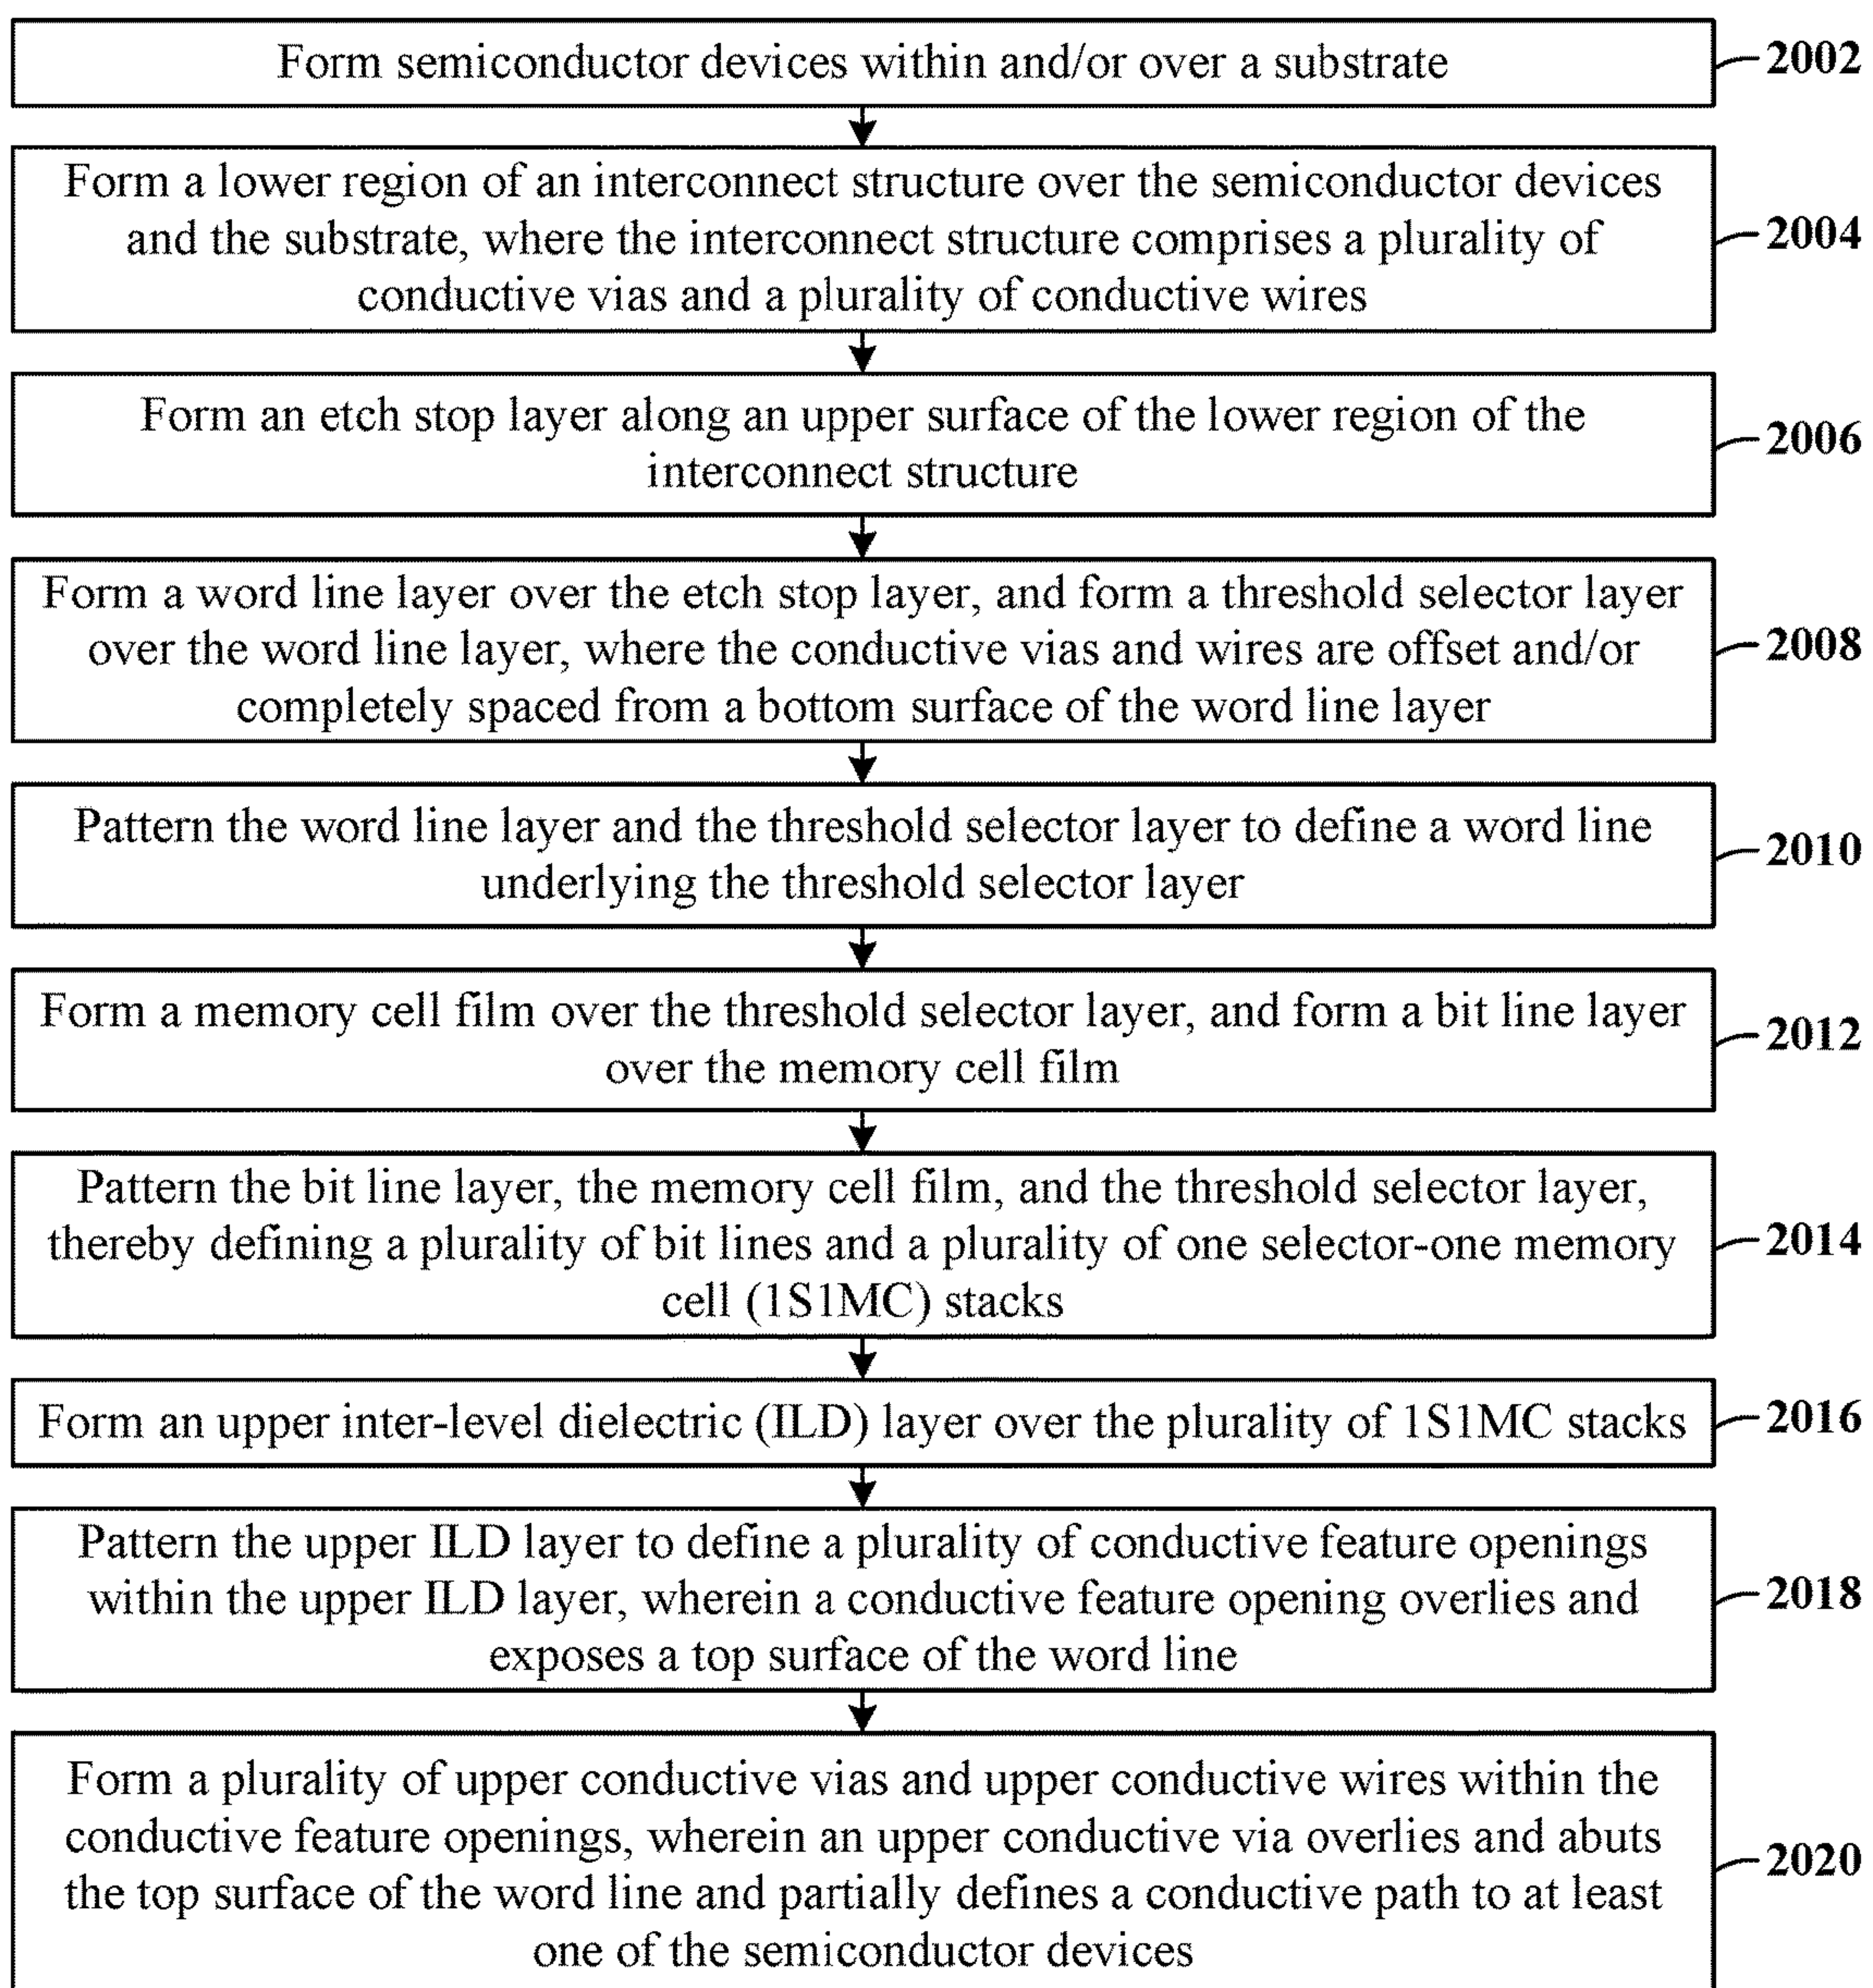 Form semiconductor devices within and/or over a substrate
2002
Form a lower region of an interconnect structure over the semiconductor devices
and the substrate, where the interconnect structure comprises a plurality of
conductive vias and a plurality of conductive wires
2004
Form an etch stop layer along an upper surface of the lower region of the
interconnect structure
2006
Form a word line layer over the etch stop layer, and form a threshold selector layer
over the word line layer, where the conductive vias and wires are offset and/or
completely spaced from a bottom surface of the word line layer
2008
Pattern the word line layer and the threshold selector layer to define a word line
underlying the threshold selector layer
2010
Form a memory cell film over the threshold selector layer, and form a bit line layer
over the memory cell film
2012
Pattern the bit line layer, the memory cell film, and the threshold selector layer,
thereby defining a plurality of bit lines and a plurality of one selector-one memory
cell (1S1MC) stacks
2014
Form an upper inter-level dielectric (ILD) layer over the plurality of 1S1MC stacks
2016
Pattern the upper ILD layer to define a plurality of conductive feature openings
within the upper ILD layer, wherein a conductive feature opening overlies and
exposes a top surface of the word line
2018
Form a plurality of upper conductive vias and upper conductive wires within the
conductive feature openings, wherein an upper conductive via overlies and abuts
the top surface of the word line and partially defines a conductive path to at least
one of the semiconductor devices
2020